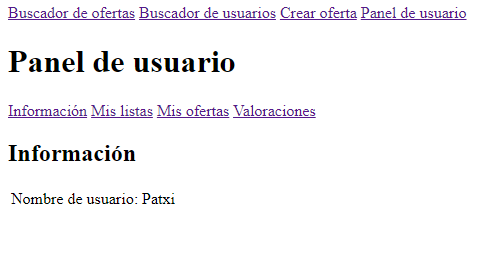 Buscador de ofertas Buscador de usuarios Crear oferta Panel de usuario
Panel de usuario
Información Mis listas Mis ofertas Valoraciones
Información
Nombre de usuario: Patxi